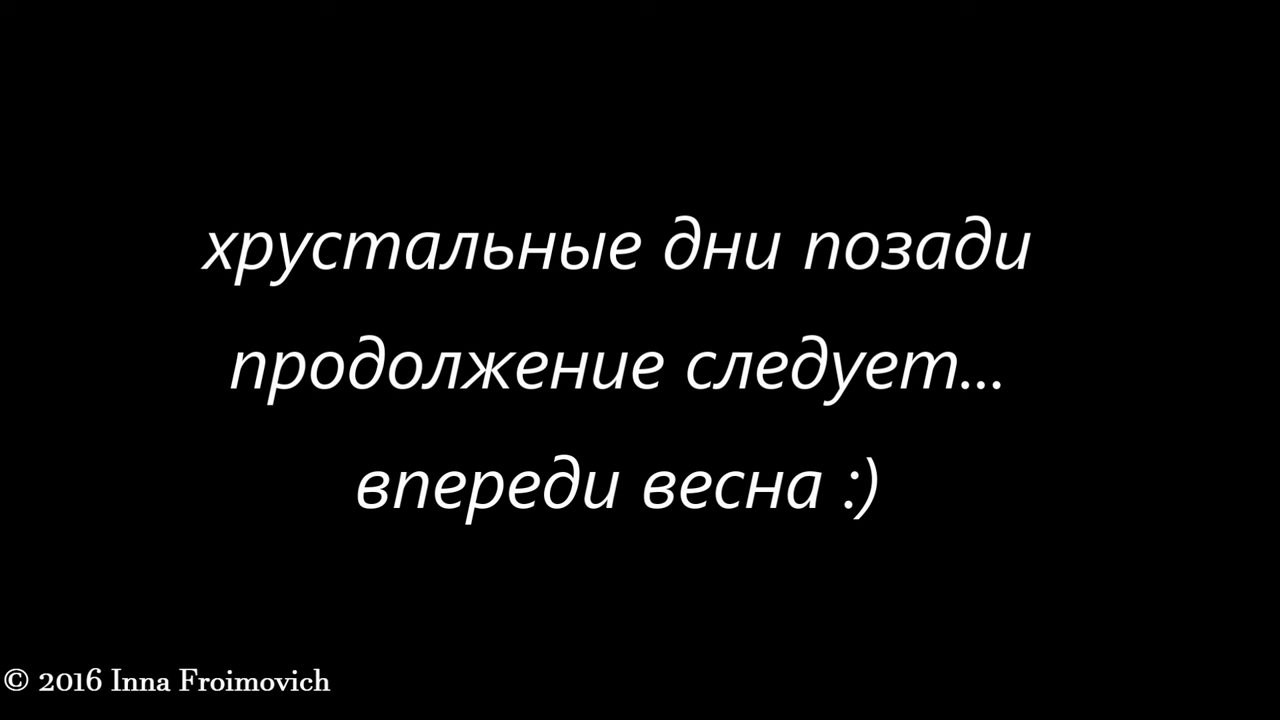 хрустальные дни позади
продолжение следует...
впереди весна :)
© 2016 Inna Froimovich